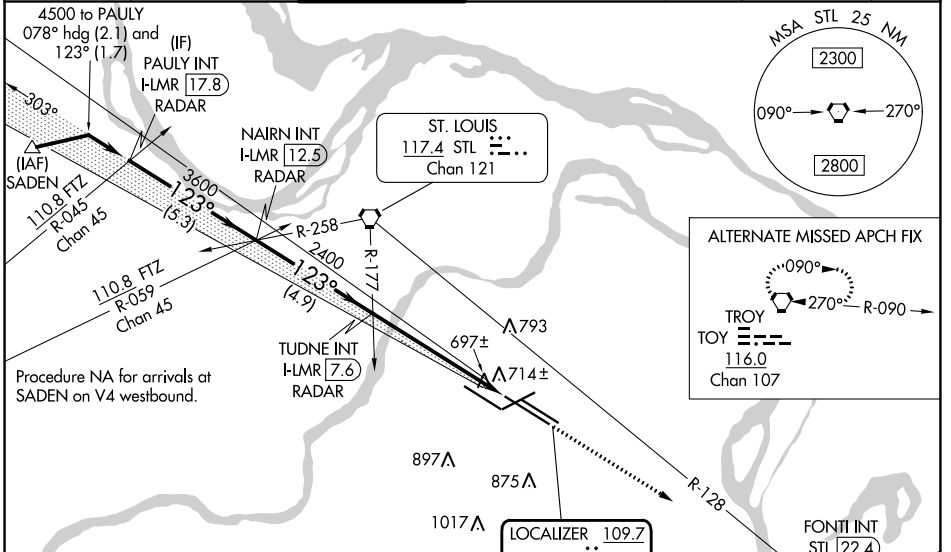 4500 to PAULY
078° hdg (2.1) and
123° (1.7)
(IF)
PAULY INT
I-LMR 17.8
RADAR
303°
(IAF)
SADEN
110.8 FTZ
R-045
Chan 45
NAIRN INT
I-LMR 12.5
RADAR
3600
123°
(5.3)
ST. LOUIS
117.4 STL
Chan 121
R-258
R-177
2400
123°
(4.9)
110.8 FTZ
R-059
Chan 45
TUDNE INT
I-LMR 7.6
RADAR
Procedure NA for arrivals at
SADEN on V4 westbound.
793
697±
714±
897
875
1017
LOCALIZER 109.7
R-128
FONTI INT
STL 22.4
MSA STL 25 NM
2300
090°
270°
2800
ALTERNATE MISSED APCH FIX
090°
270°
R-090
TROY
TOY
116.0
Chan 107